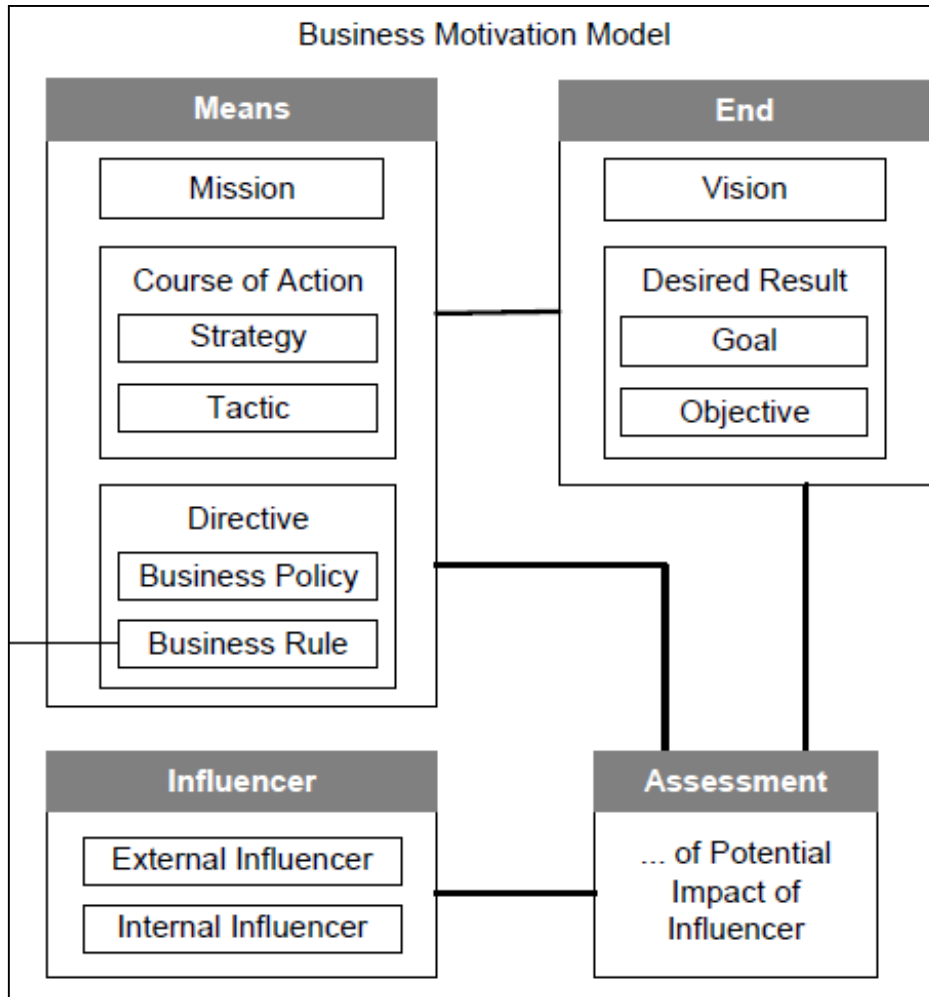 Business Motivation Model
Means
Mission
Course of Action
Strategy
Tactic
Directive
Business Policy
Business Rule
End
Vision
Desired Result
Goal
Objective
Influencer
External Influencer
Internal Influencer
Assessment
... of Potential
Impact of
Influencer